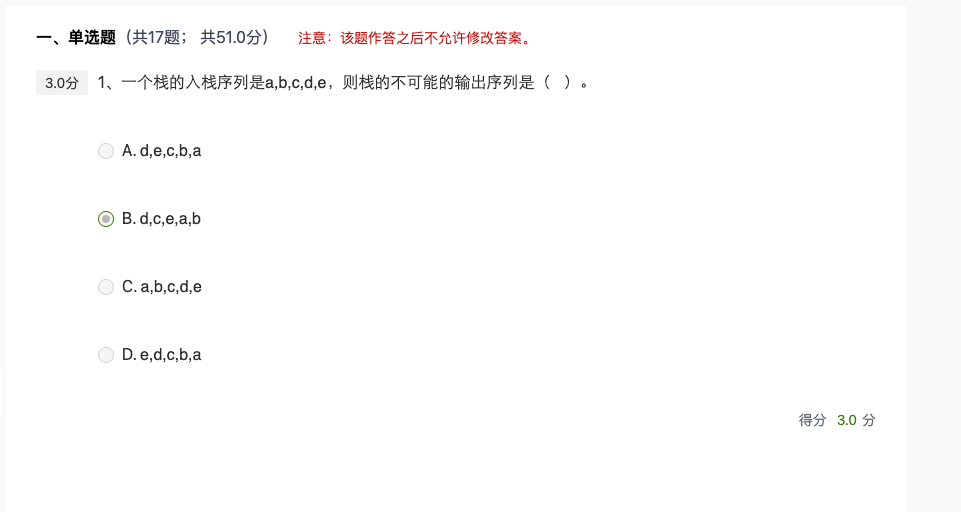 一、单选题（共17题； 共51.0分） 注意：该题作答之后不允许修改答案。
3.0分 1、一个栈的入栈序列是a,b,c,d,e，则栈的不可能的输出序列是（ ）。
A. d,e,c,b,a
B. d,c,e,a,b
C. a,b,c,d,e
D. e,d,c,b,a
得分 3.0 分